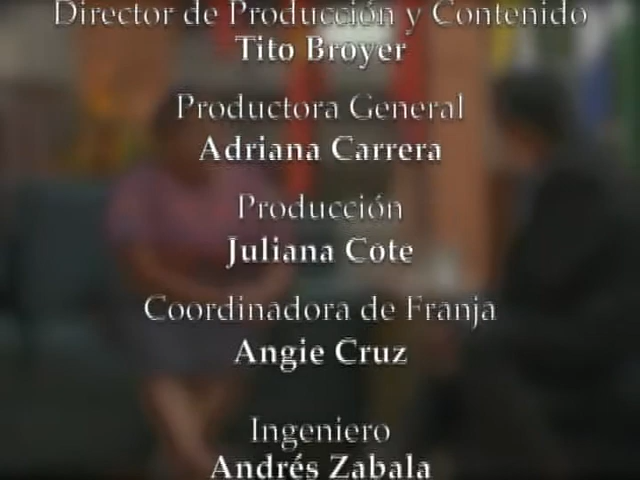 Director de Producción y Contenido
Tito Broyer
Productora General
Adriana Carrera
Producción
Juliana Cote
Coordinadora de Franja
Angie Cruz
Ingeniero
Andrés Zabala